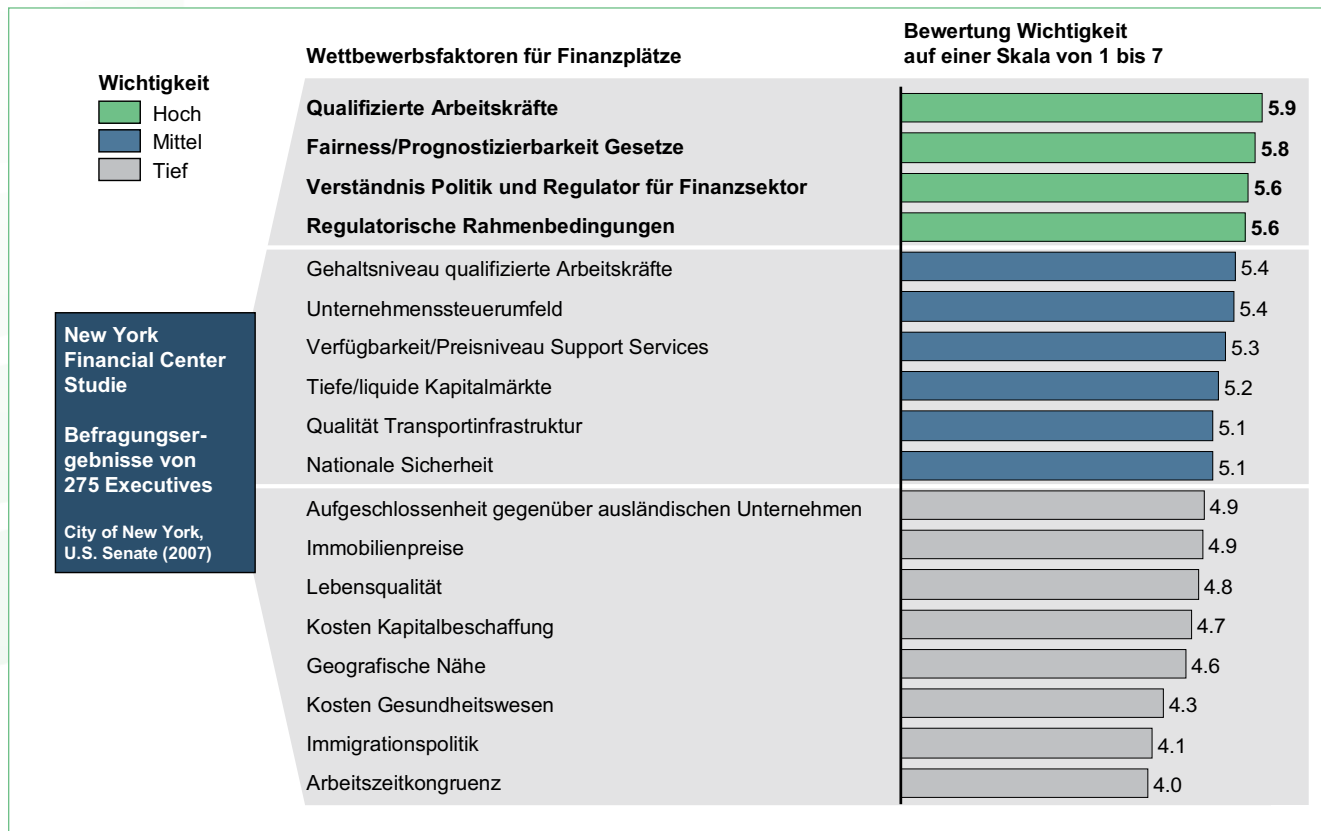 Wettbewerbsfaktoren für Finanzplätze
Bewertung Wichtigkeit
auf einer Skala von 1 bis 7
Wichtigkeit
Hoch
Mittel
Tief
Qualifizierte Arbeitskräfte 5.9
Fairness/Prognostizierbarkeit Gesetze 5.8
Verständnis Politik und Regulator für Finanzsektor 5.6
Regulatorische Rahmenbedingungen 5.6
Gehaltsniveau qualifizierte Arbeitskräfte 5.4
Unternehmenssteuerumfeld 5.4
Verfügbarkeit/Preisniveau Support Services 5.3
Tiefe/liquide Kapitalmärkte 5.2
Qualität Transportinfrastruktur 5.1
Nationale Sicherheit 5.1
Aufgeschlossenheit gegenüber ausländischen Unternehmen 4.9
Immobilienpreise 4.9
Lebensqualität 4.8
Kosten Kapitalbeschaffung 4.7
Geografische Nähe 4.6
Kosten Gesundheitswesen 4.3
Immigrationspolitik 4.1
Arbeitszeitkongruenz 4.0
New York
Financial Center
Studie
Befragungser-
gebnisse von
275 Executives
City of New York,
U.S. Senate (2007)